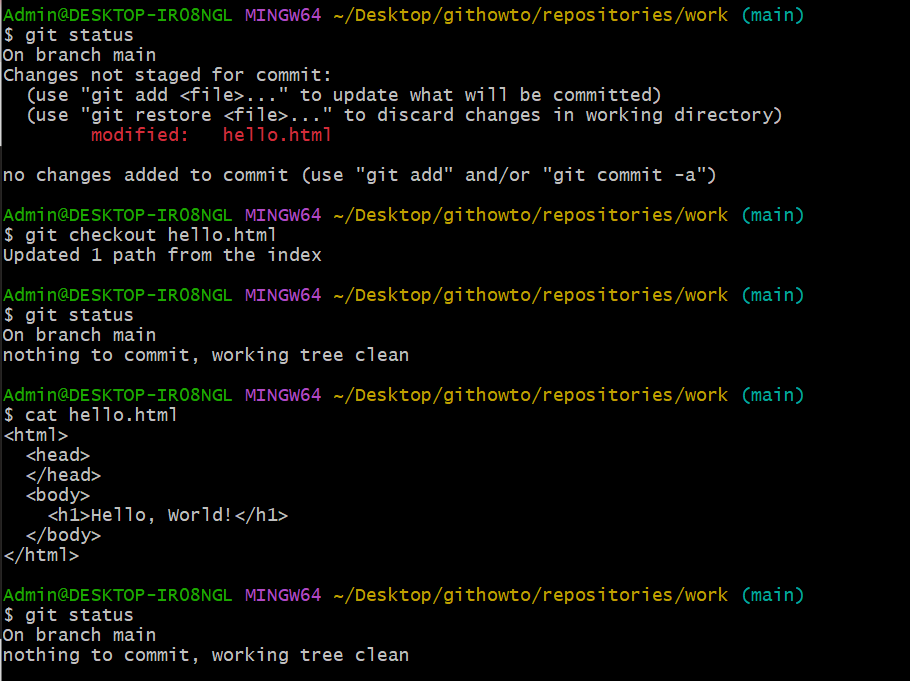 Admin@DESKTOP-IRO8NGL MINGW64 ~/Desktop/githowto/repositories/work (main)
$ git status
On branch main
Changes not staged for commit:
  (use "git add <file>..." to update what will be committed)
  (use "git restore <file>..." to discard changes in working directory)
        modified:   hello.html

no changes added to commit (use "git add" and/or "git commit -a")

Admin@DESKTOP-IRO8NGL MINGW64 ~/Desktop/githowto/repositories/work (main)
$ git checkout hello.html
Updated 1 path from the index

Admin@DESKTOP-IRO8NGL MINGW64 ~/Desktop/githowto/repositories/work (main)
$ git status
On branch main
nothing to commit, working tree clean

Admin@DESKTOP-IRO8NGL MINGW64 ~/Desktop/githowto/repositories/work (main)
$ cat hello.html
<html>
  <head>
  </head>
  <body>
    <h1>Hello, World!</h1>
  </body>
</html>

Admin@DESKTOP-IRO8NGL MINGW64 ~/Desktop/githowto/repositories/work (main)
$ git status
On branch main
nothing to commit, working tree clean